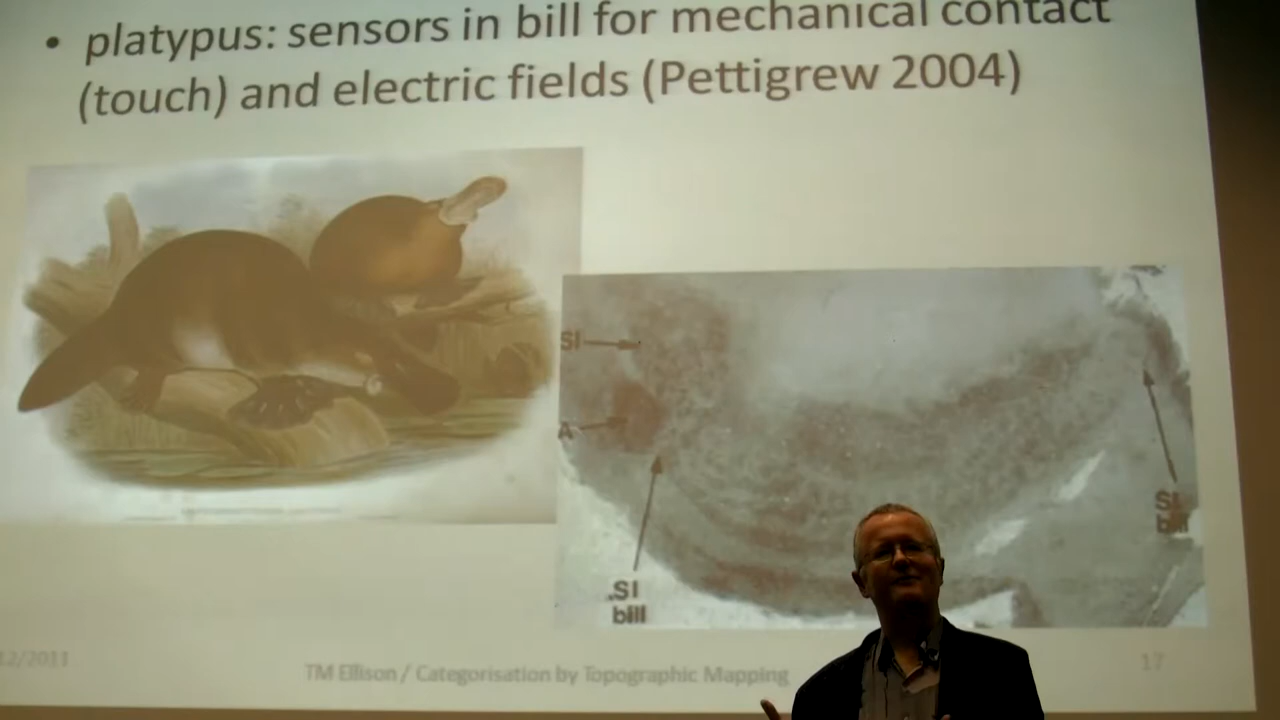 • platypus: sensors in bill for mechanical contact
(touch) and electric fields (Pettigrew 2004)
SI
A
SI
bill
SI
bill
12/2011
TM Ellison / Categorisation by Topographic Mapping
17